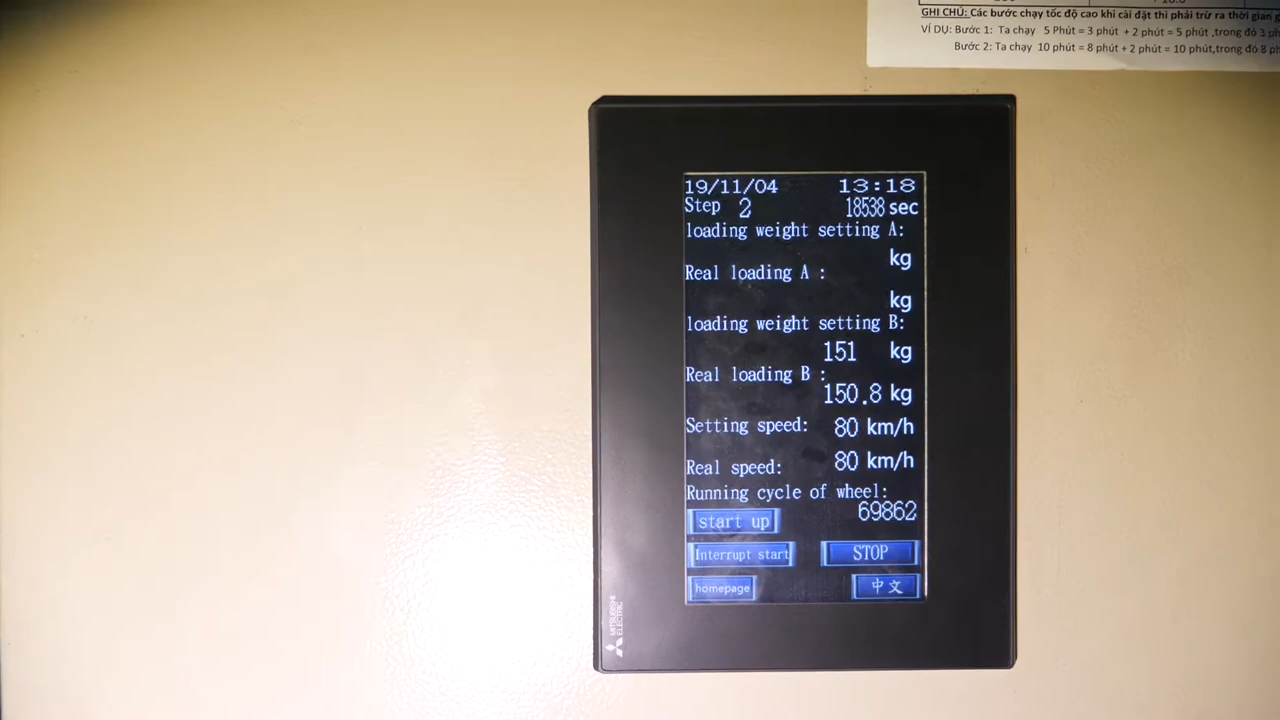 GHI CHÚ: Các bước chạy tốc độ cao khi cài đặt thì phải trừ ra thời gian
VÍ DỤ: Bước 1: Ta chạy 5 Phút = 3 phút + 2 phút = 5 phút ,trong đó 3
Bước 2: Ta chạy 10 phút = 8 phút + 2 phút = 10 phút,trong đó 8
19/11/04 13:18
Step 2 18538 sec
loading weight setting A:
kg
Real loading A :
kg
loading weight setting B:
151 kg
Real loading B :
150.8 kg
Setting speed: 80 km/h
Real speed: 80 km/h
Running cycle of wheel:
69862
start up
Interrupt start STOP
homepage 中文
MITSUBISHI
ELECTRIC